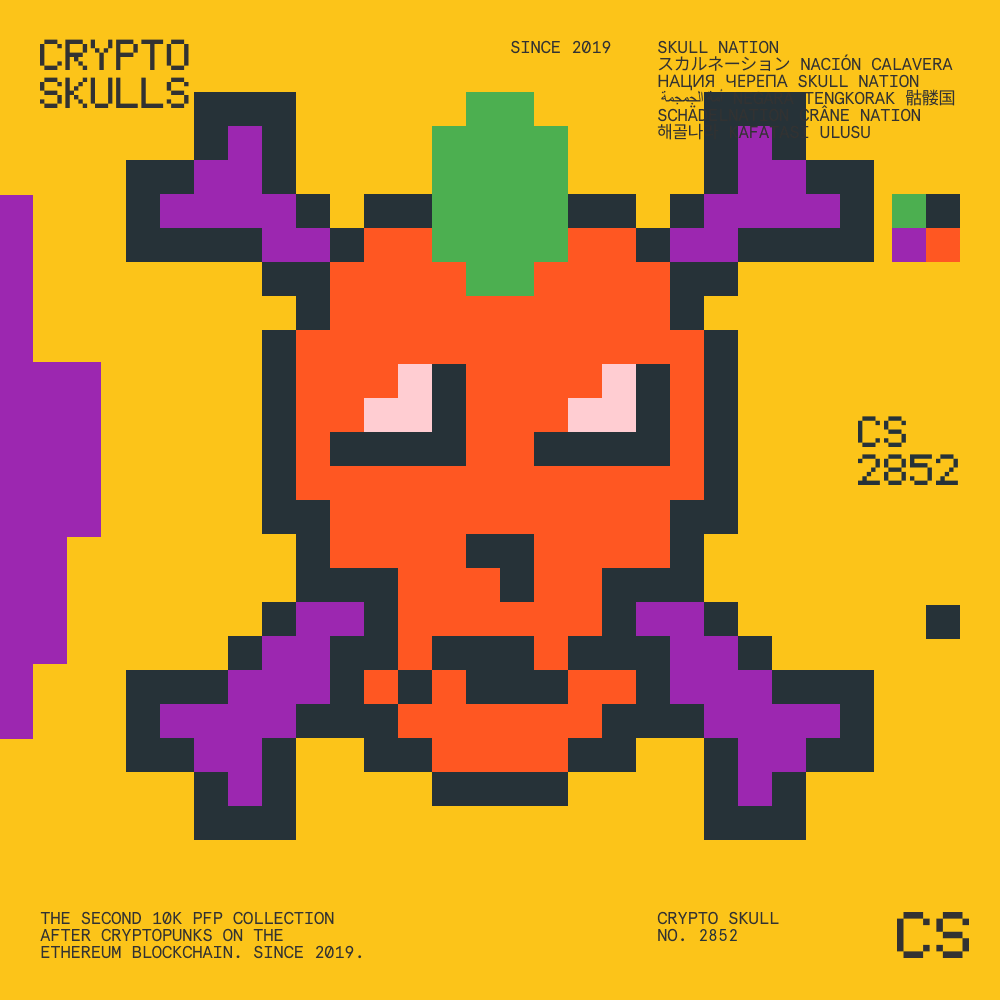 CRYPTO
SKULLS
SINCE 2019
SKULL NATION
スカルネーション NACIÓN CALAVERA
НАЦИЯ ЧЕРЕПА SKULL NATION
TENGKORAK 骷髅国
CRÂNE NATION
ULUSU
CS
2852
THE SECOND 10K PFP COLLECTION
AFTER CRYPTOPUNKS ON THE
ETHEREUM BLOCKCHAIN. SINCE 2019.
CRYPTO SKULL
NO. 2852
CS